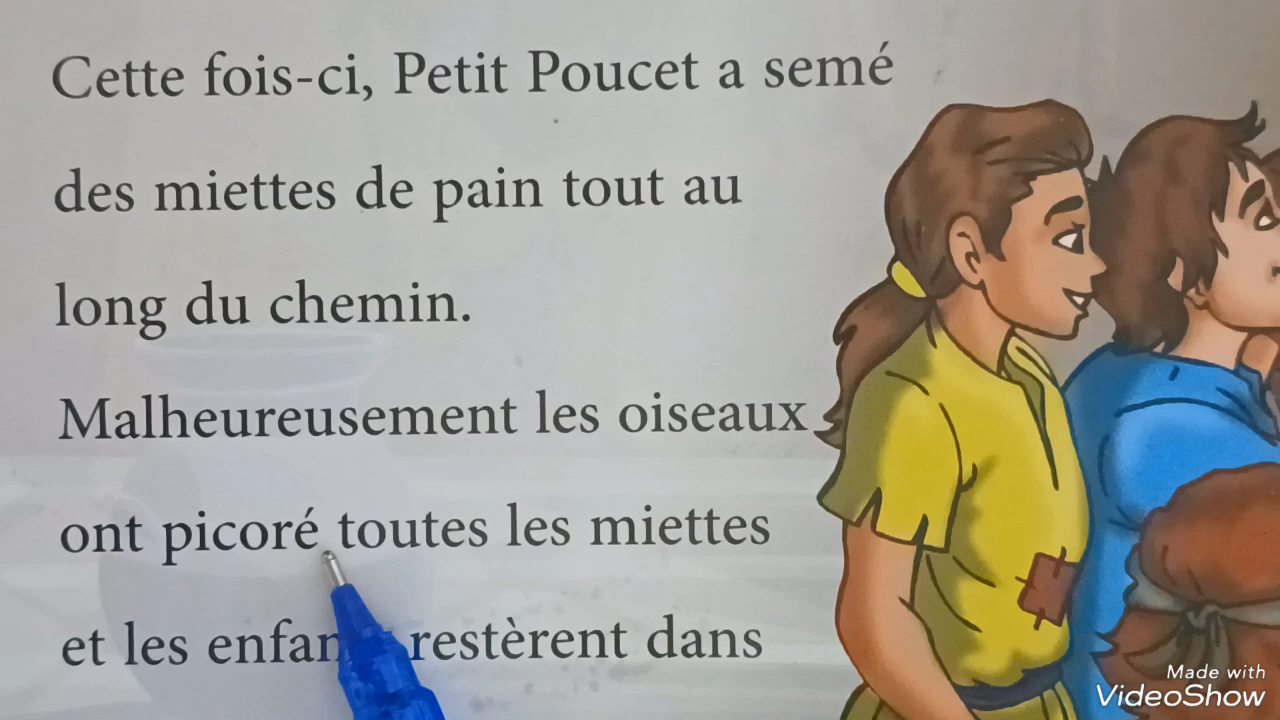 Cette fois-ci, Petit Poucet a semé
des miettes de pain tout au
long du chemin.
Malheureusement les oiseaux
ont picoré toutes les miettes
et les restèrent dans
Made with
VideoShow